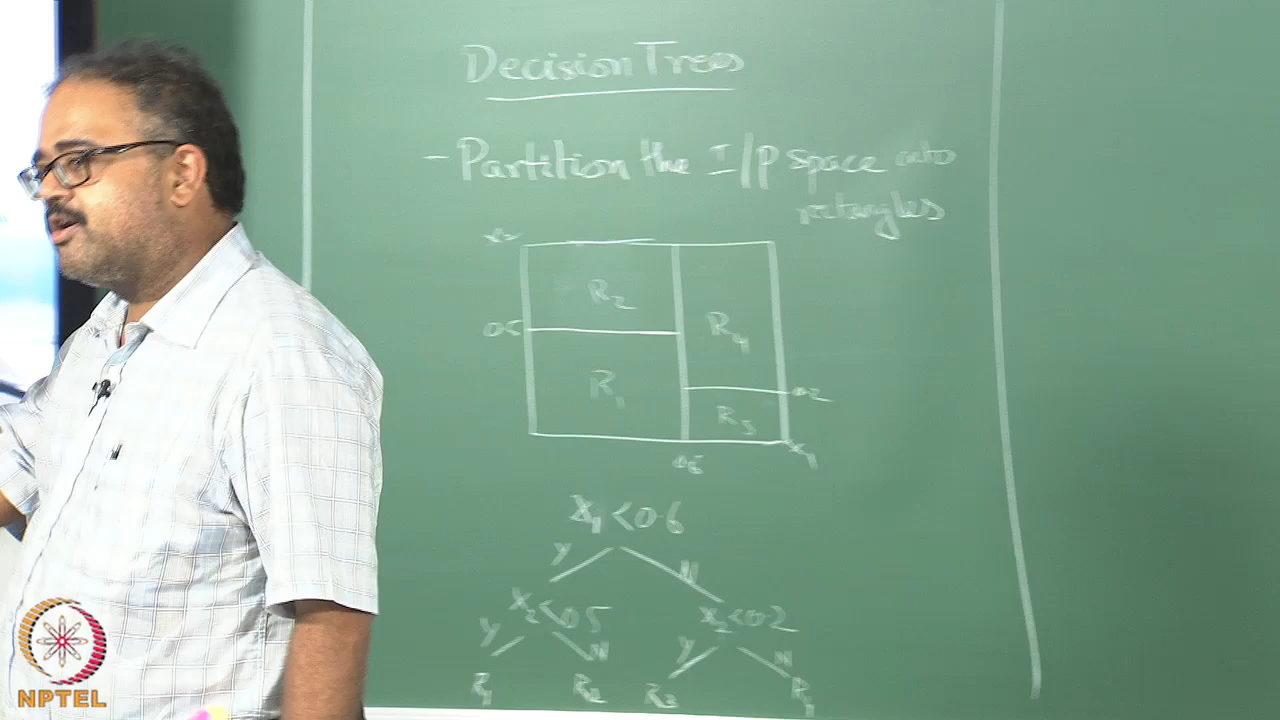 Decision Trees
- Partition the I/P space into
rectangles
x₂
R₂
0.5
R₄
R₁
0.2
R₃
0.6
x₁
X₁ < 0.6
Y N
X₂ < 0.5 X₂ < 0.2
Y N Y N
R₁ R₂ R₃ R₄
NPTEL